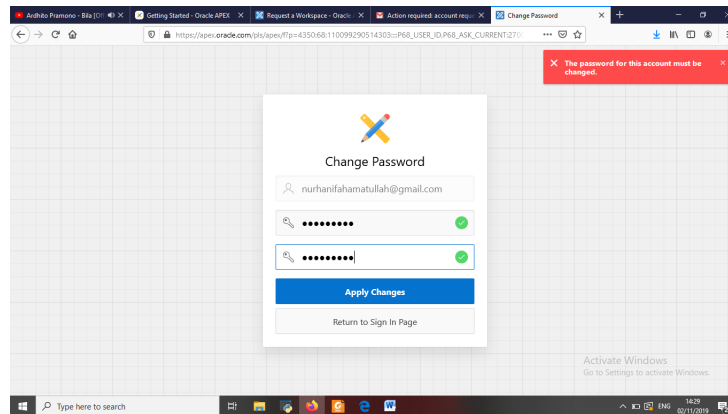 Ardhito Pramono - Bila [Offi
Getting Started - Oracle APEX
Request a Workspace - Oracle
Action required: account reque
Change Password
https://apex.oracle.com/pls/apex/f?p=4350:68:110099290514303:::P68_USER_ID,P68_ASK_CURRENT:270
The password for this account must be
changed.
Change Password
nurhanifahamatullah@gmail.com
Apply Changes
Return to Sign In Page
Activate Windows
Go to Settings to activate Windows.
Type here to search
ENG
14:29
02/11/2019